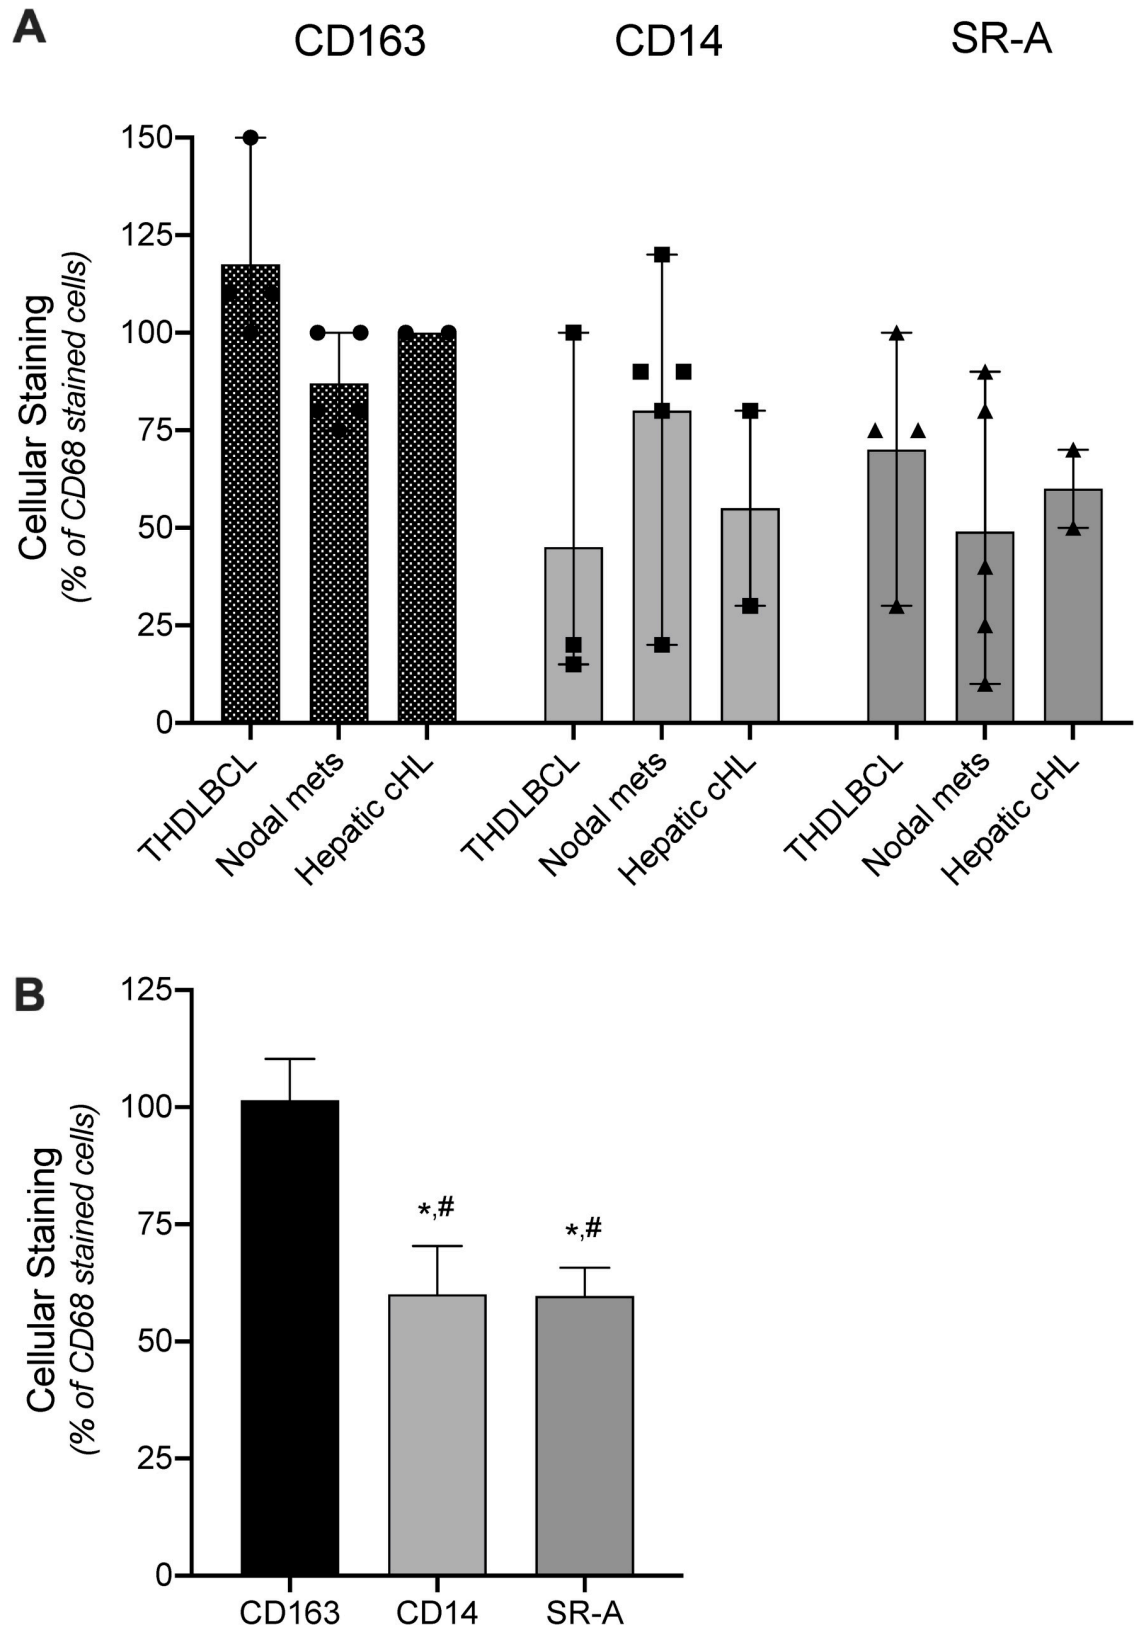 A
CD163 CD14 SR-A
150
125
100
75
50
25
0
Cellular Staining
(% of CD68 stained cells)
THDLBCL Nodal mets Hepatic cHL THDLBCL Nodal mets Hepatic cHL THDLBCL Nodal mets Hepatic cHL
B
125
100
75
50
25
0
Cellular Staining
(% of CD68 stained cells)
*,# *,#
CD163 CD14 SR-A